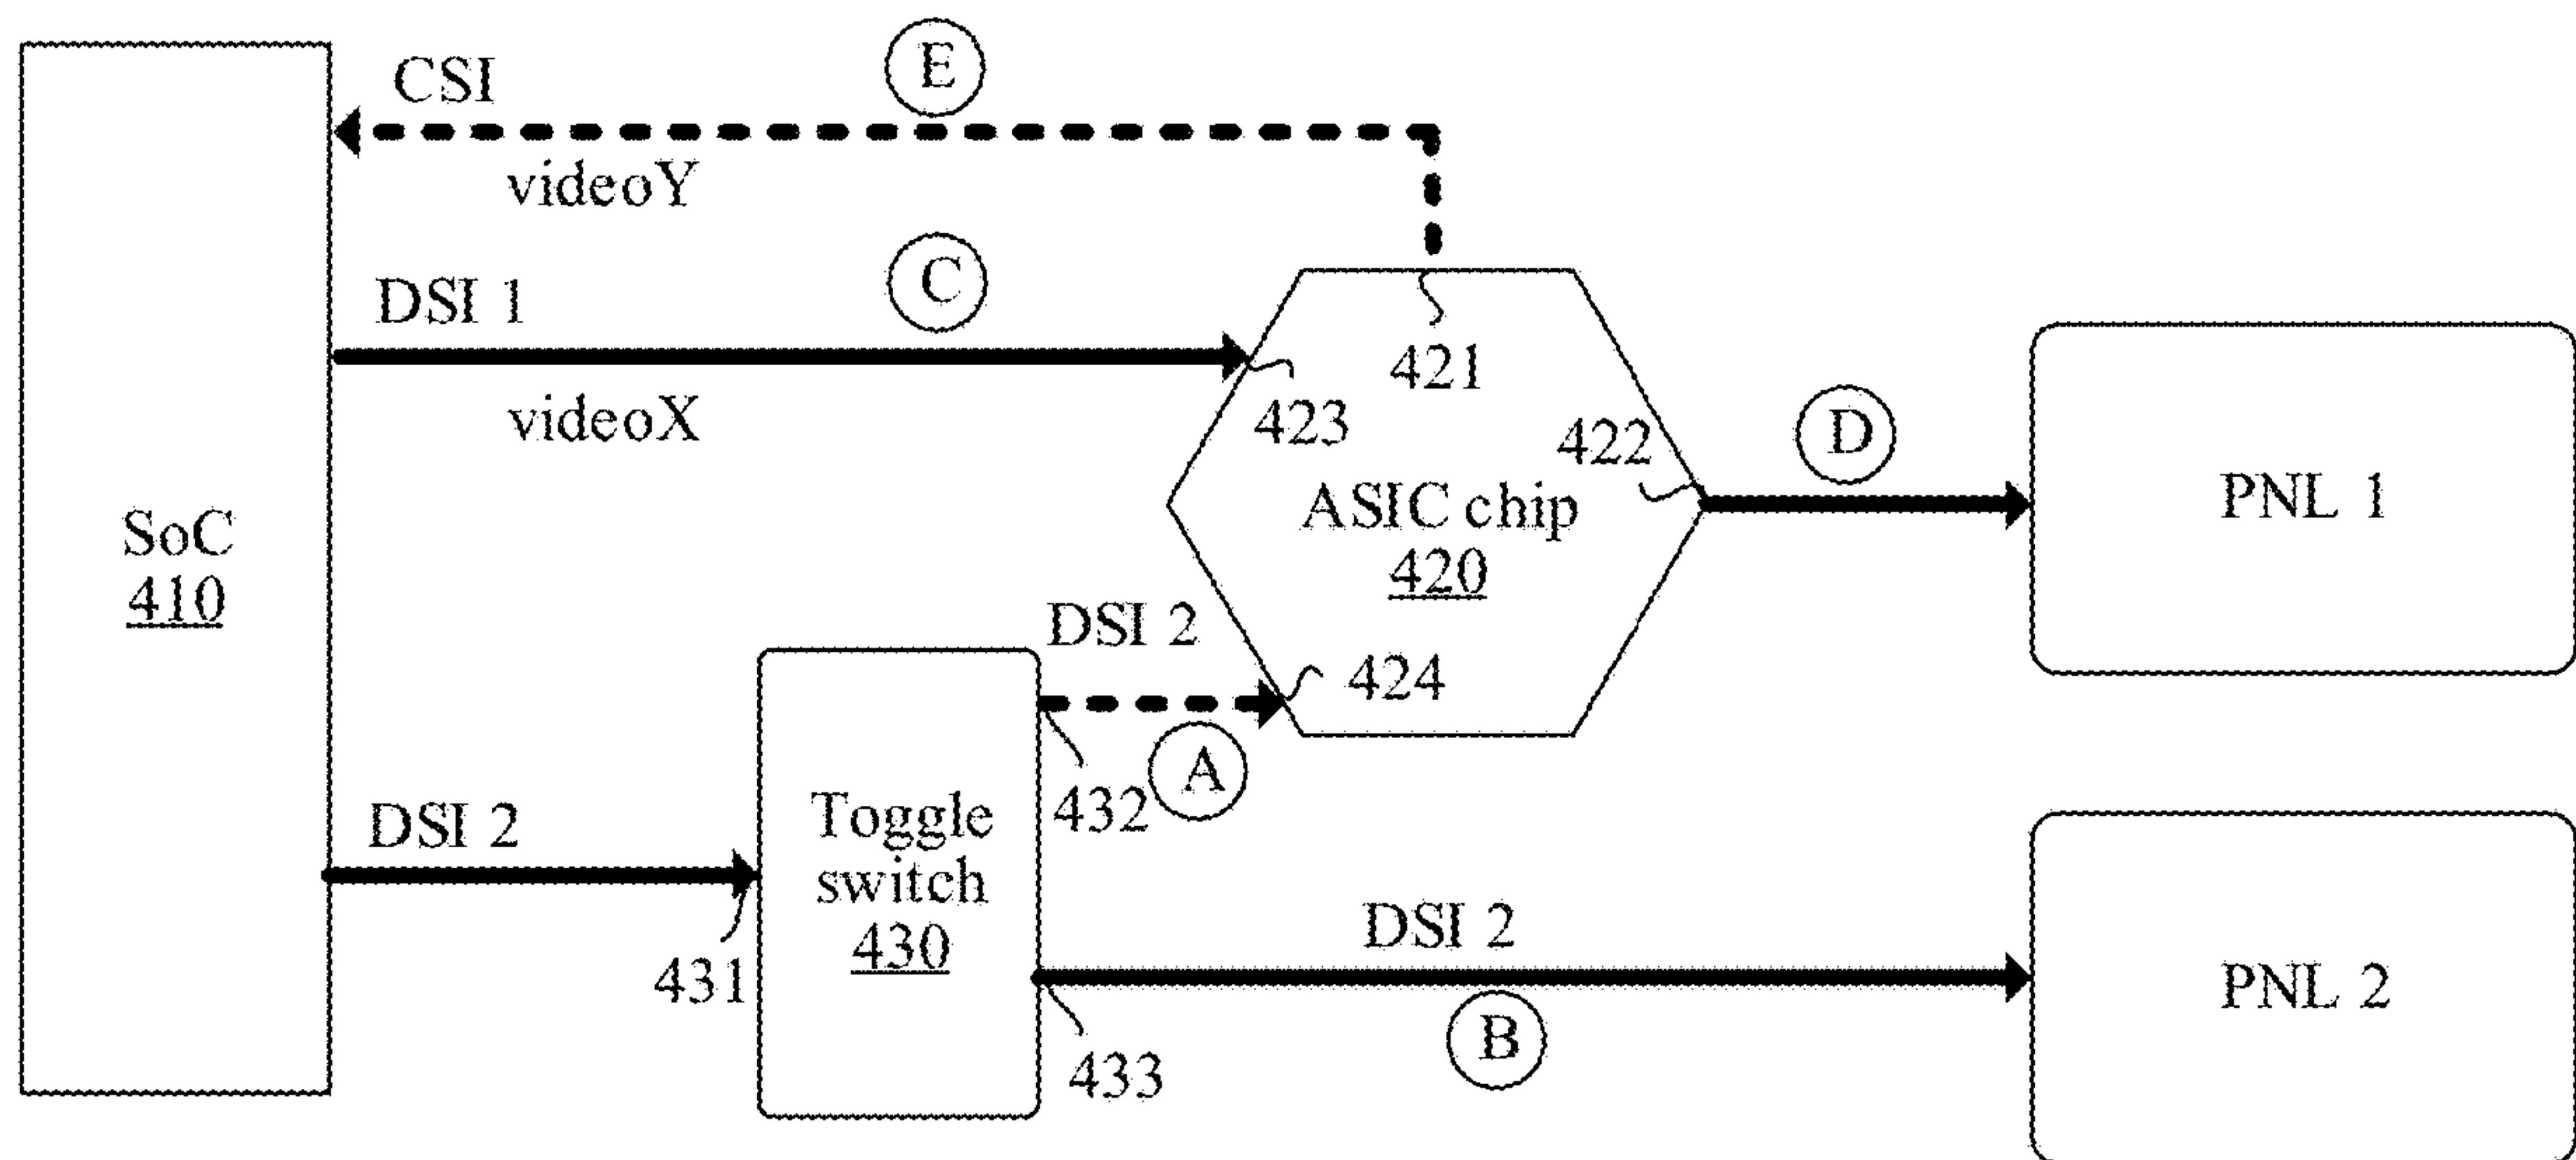 E
CSI
videoY
C
DSI 1
videoX
421
423
422
D
ASIC chip
420
PNL 1
SoC
410
DSI 2
424
A
432
DSI 2
Toggle
switch
430
431
DSI 2
433
B
PNL 2